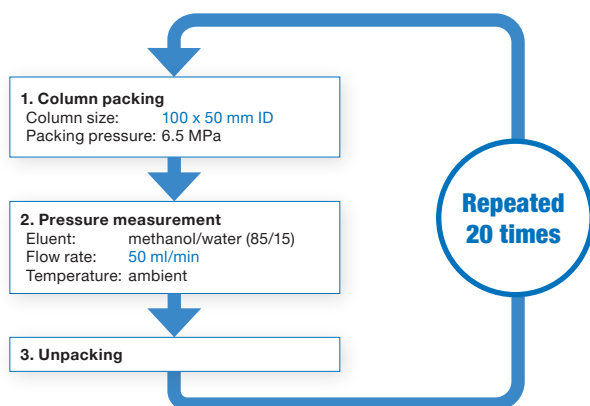 1. Column packing
Column size: 100 x 50 mm ID
Packing pressure: 6.5 MPa
2. Pressure measurement
Eluent: methanol/water (85/15)
Flow rate: 50 ml/min
Temperature: ambient
3. Unpacking
Repeated
20 times